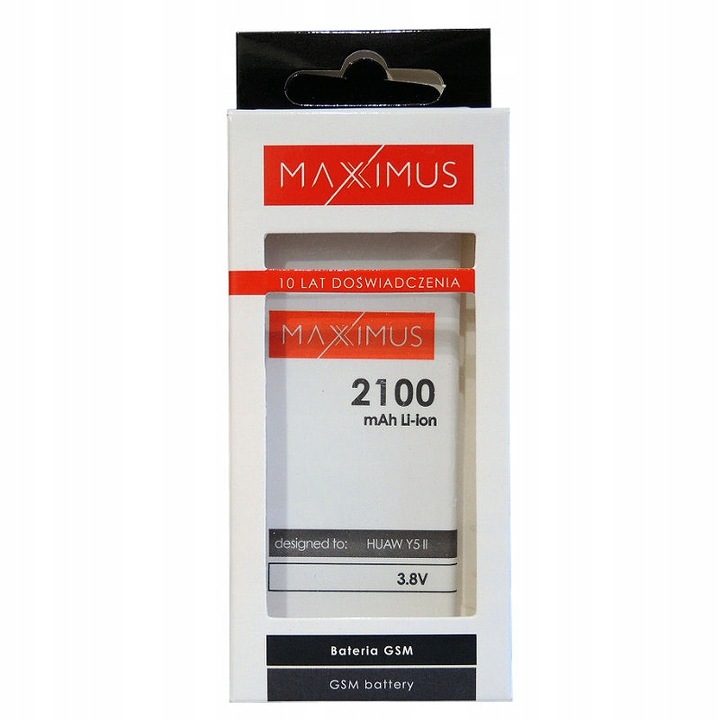 MAXXIMUS
10 LAT DOŚWIADCZENIA
MAXXIMUS
2100
mAh Li-ion
designed to: HUAW Y5 II
3.8V
Bateria GSM
GSM battery